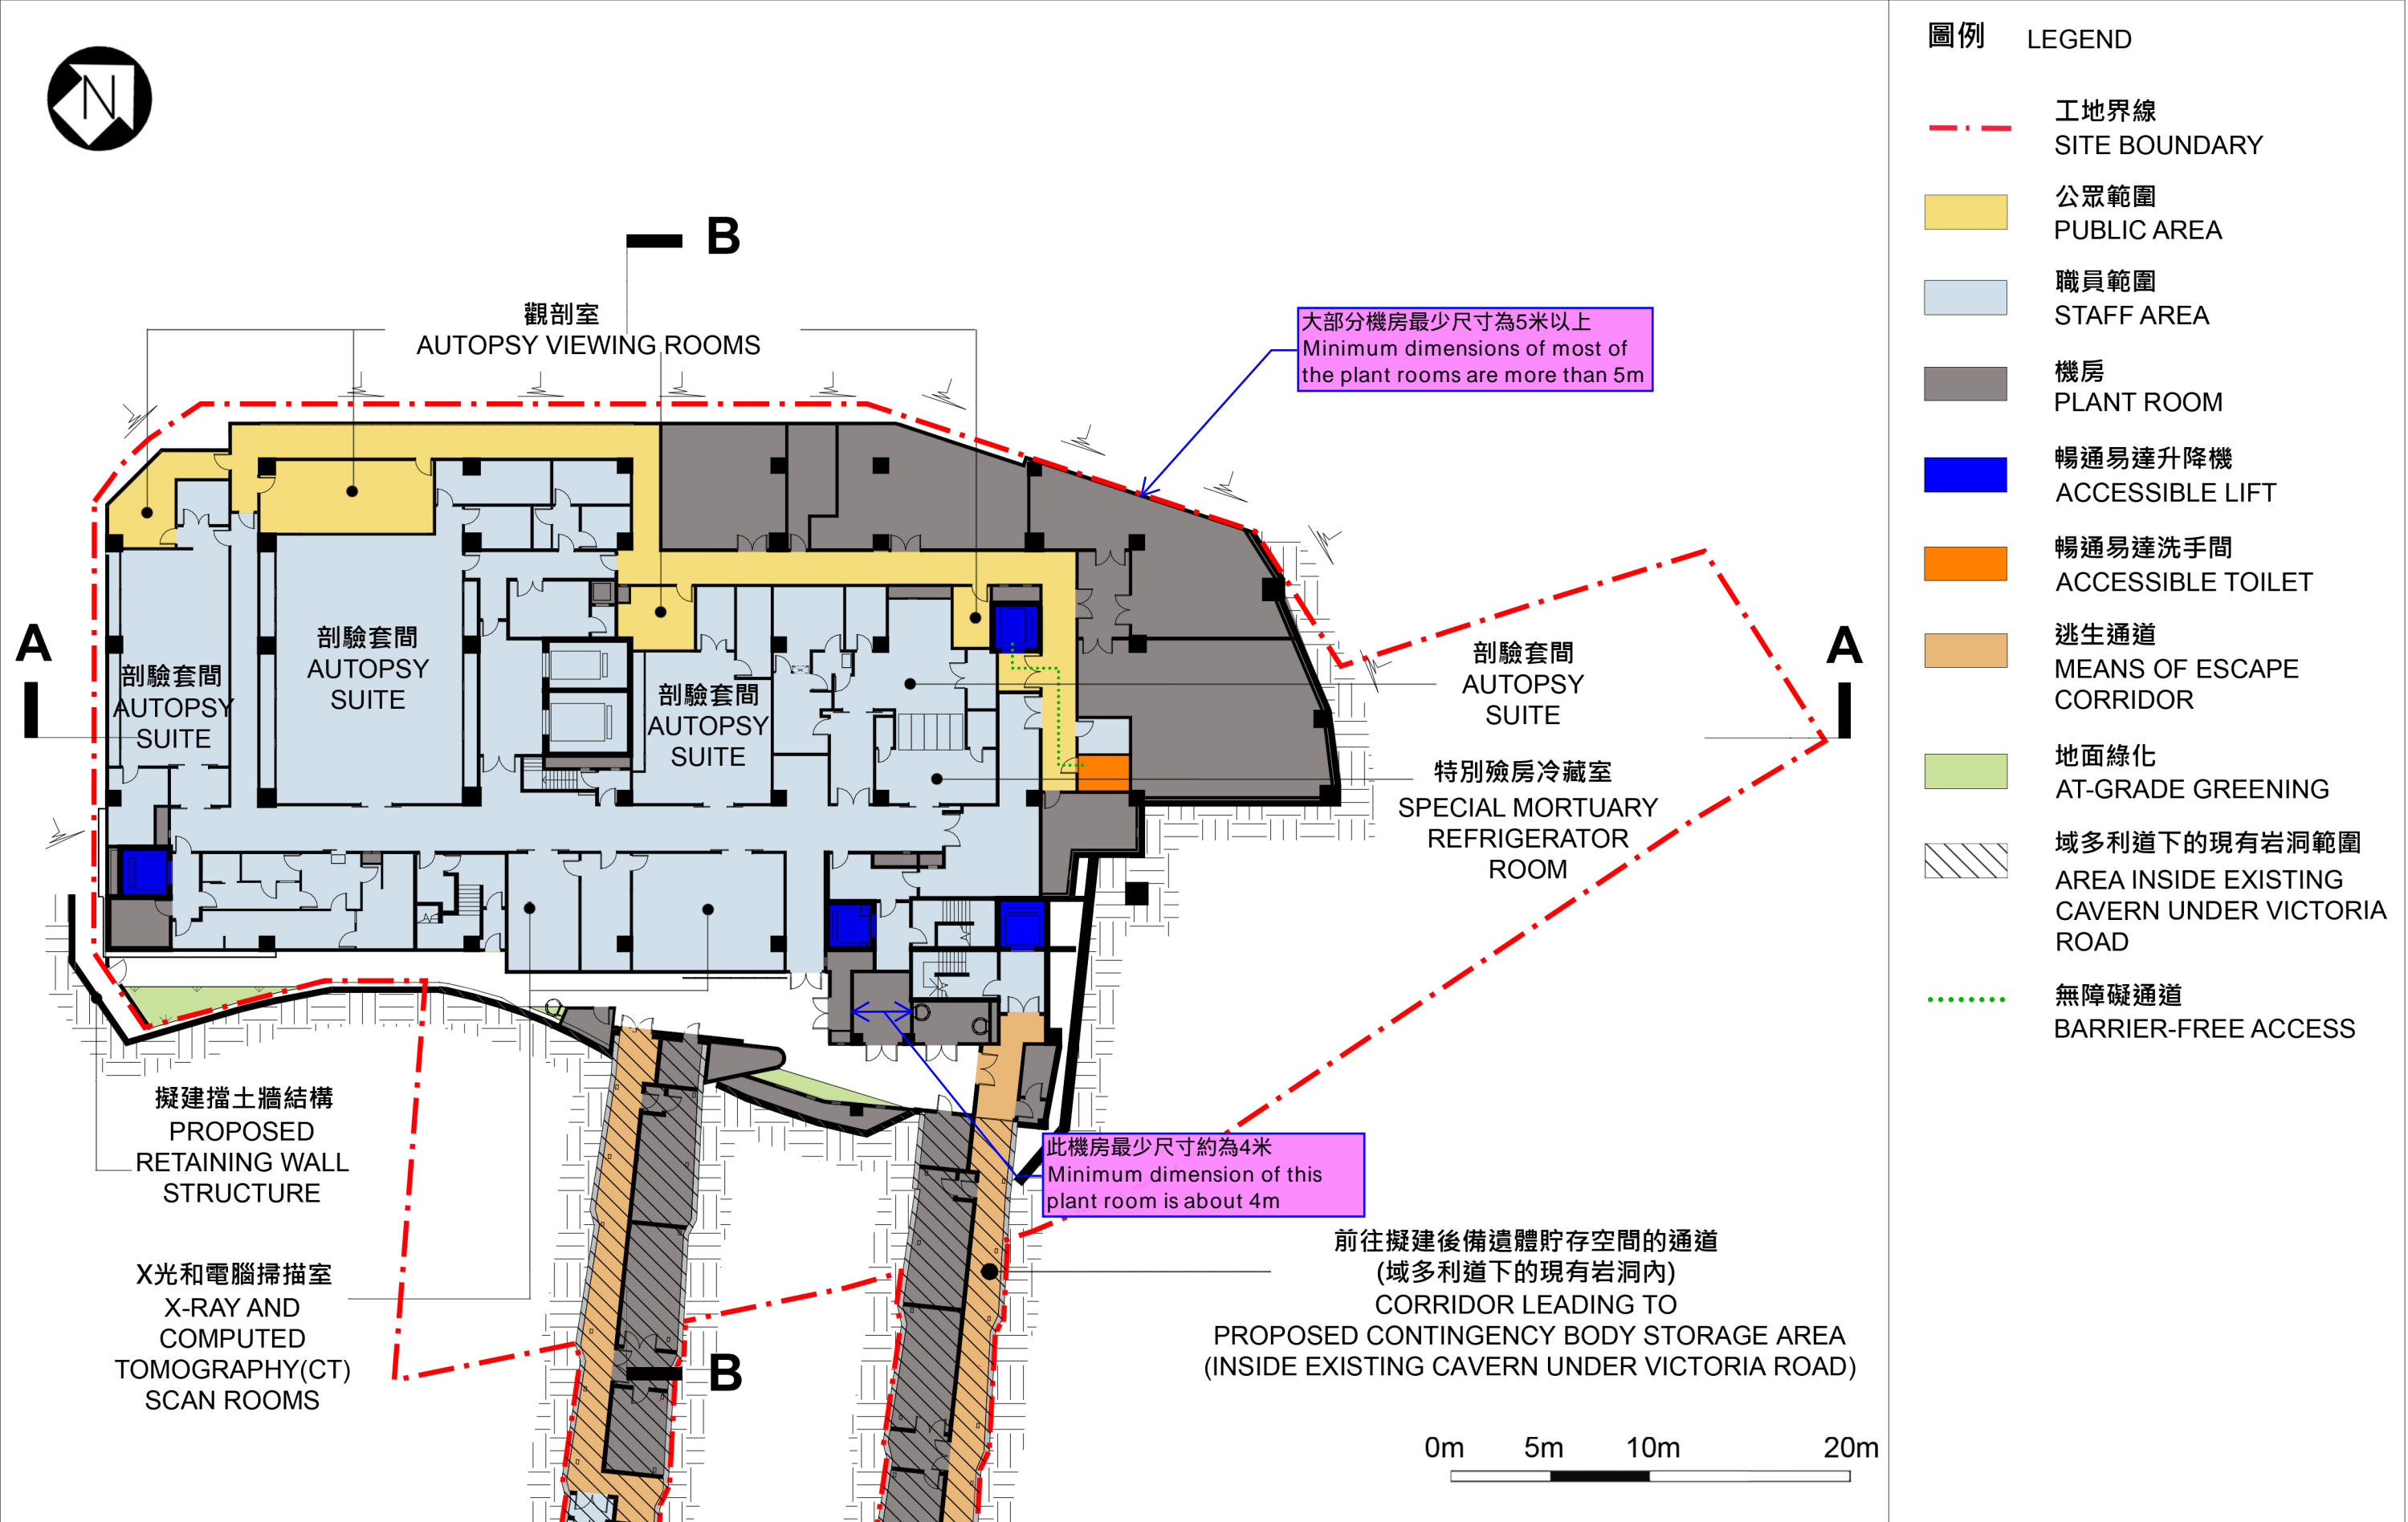 N
B
觀剖室
AUTOPSY VIEWING ROOMS
大部分機房最少尺寸為5米以上
Minimum dimensions of most of
the plant rooms are more than 5m
A
剖驗套間
AUTOPSY
SUITE
剖驗套間
AUTOPSY
SUITE
剖驗套間
AUTOPSY
SUITE
剖驗套間
AUTOPSY
SUITE
A
特別殮房冷藏室
SPECIAL MORTUARY
REFRIGERATOR
ROOM
擬建擋土牆結構
PROPOSED
RETAINING WALL
STRUCTURE
此機房最少尺寸約為4米
Minimum dimension of this
plant room is about 4m
X光和電腦掃描室
X-RAY AND
COMPUTED
TOMOGRAPHY(CT)
SCAN ROOMS
B
前往擬建後備遺體貯存空間的通道
(域多利道下的現有岩洞內)
CORRIDOR LEADING TO
PROPOSED CONTINGENCY BODY STORAGE AREA
(INSIDE EXISTING CAVERN UNDER VICTORIA ROAD)
0m 5m 10m 20m
圖例 LEGEND
工地界線
SITE BOUNDARY
公眾範圍
PUBLIC AREA
職員範圍
STAFF AREA
機房
PLANT ROOM
暢通易達升降機
ACCESSIBLE LIFT
暢通易達洗手間
ACCESSIBLE TOILET
逃生通道
MEANS OF ESCAPE
CORRIDOR
地面綠化
AT-GRADE GREENING
域多利道下的現有岩洞範圍
AREA INSIDE EXISTING
CAVERN UNDER VICTORIA
ROAD
無障礙通道
BARRIER-FREE ACCESS